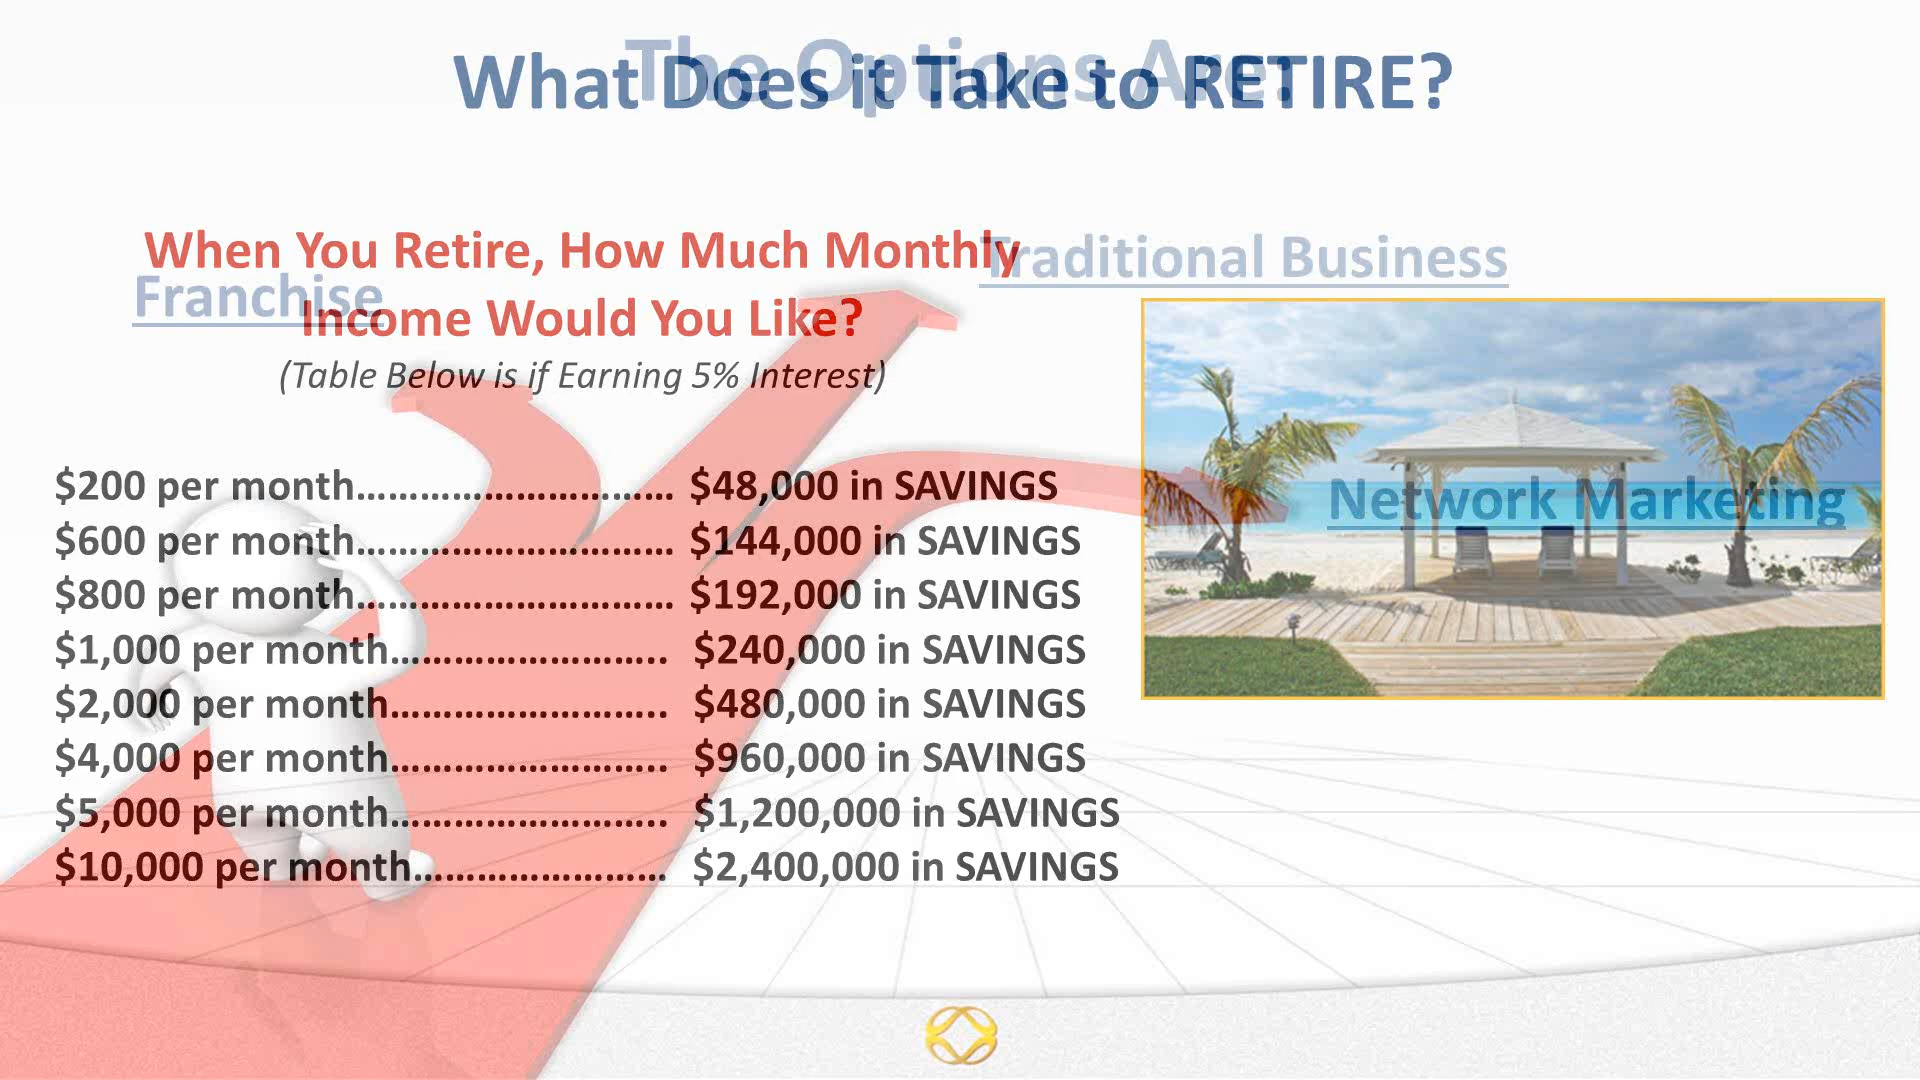 The Options Are:
What Does it Take to RETIRE?
When You Retire, How Much Monthly
Income Would You Like?
(Table Below is if Earning 5% Interest)
Traditional Business
Franchise
Network Marketing
$200 per month………………………… $48,000 in SAVINGS
$600 per month………………………… $144,000 in SAVINGS
$800 per month………………………… $192,000 in SAVINGS
$1,000 per month…………………….. $240,000 in SAVINGS
$2,000 per month…………………….. $480,000 in SAVINGS
$4,000 per month…………………….. $960,000 in SAVINGS
$5,000 per month…………………….. $1,200,000 in SAVINGS
$10,000 per month…………………… $2,400,000 in SAVINGS